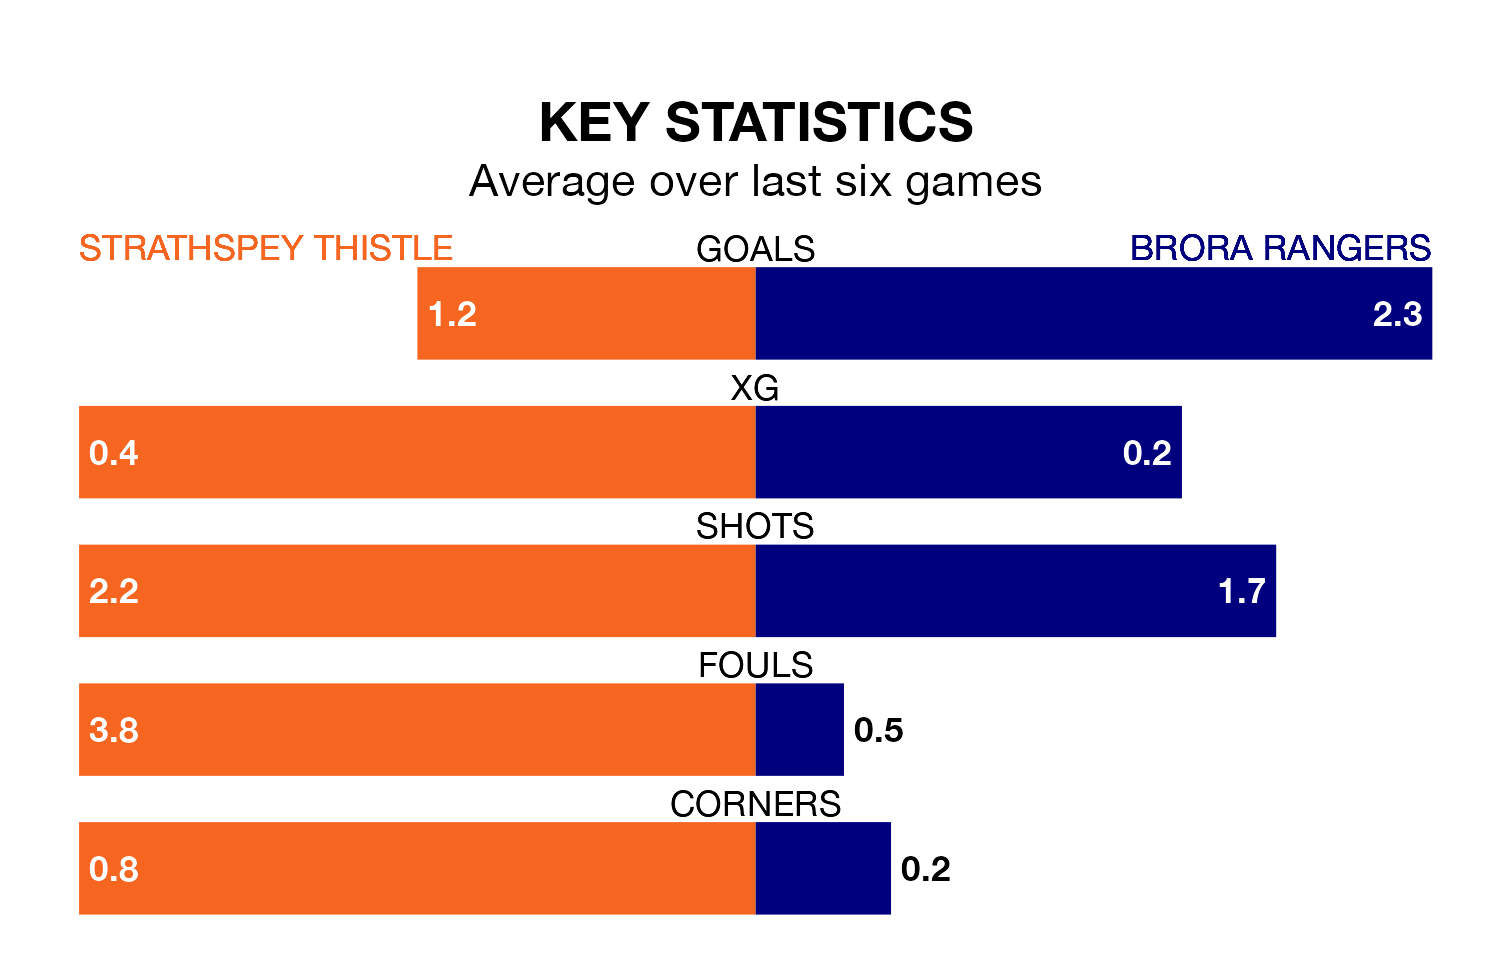 KEY STATISTICS
Average over last six games
STRATHSPEY THISTLE GOALS BRORA RANGERS
1.2 2.3
XG
0.4 0.2
SHOTS
2.2 1.7
FOULS
3.8 0.5
CORNERS
0.8 0.2